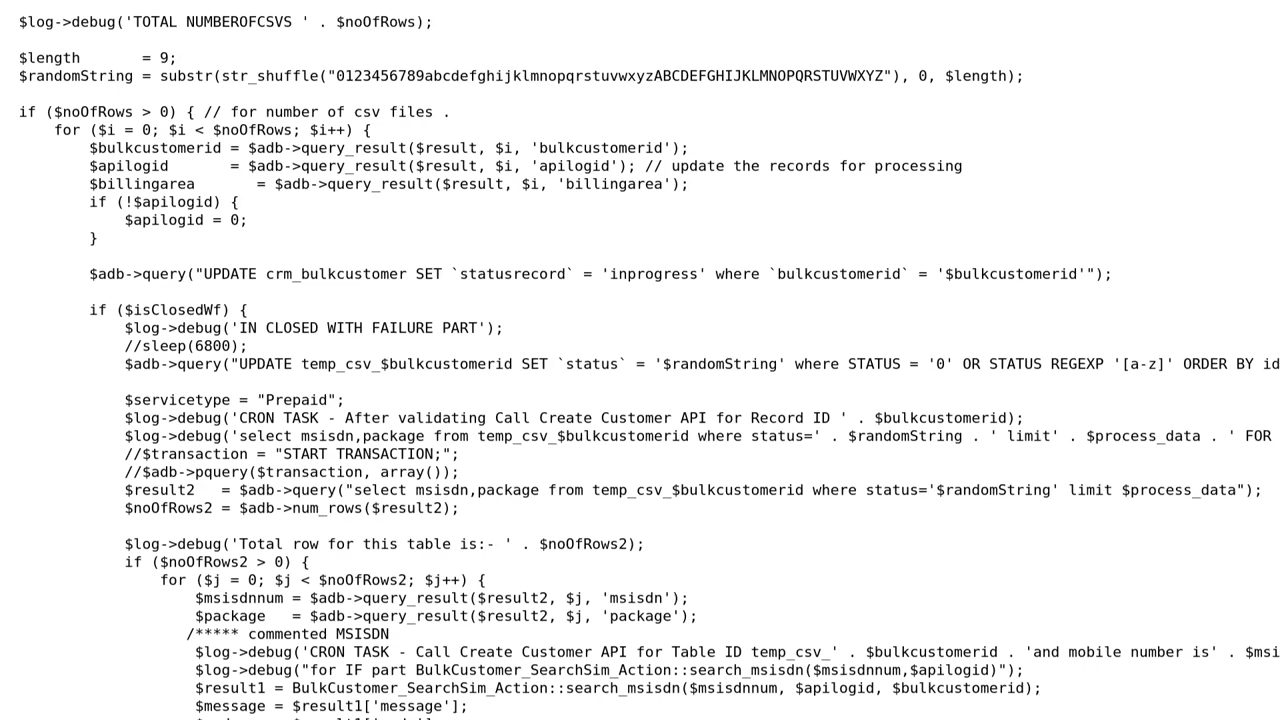 $log->debug('TOTAL NUMBEROFCSVS ' . $noOfRows);
$length       = 9;
$randomString = substr(str_shuffle("0123456789abcdefghijklmnopqrstuvwxyzABCDEFGHIJKLMNOPQRSTUVWXYZ"), 0, $length);
if ($noOfRows > 0) { // for number of csv files .
    for ($i = 0; $i < $noOfRows; $i++) {
        $bulkcustomerid = $adb->query_result($result, $i, 'bulkcustomerid');
        $apilogid       = $adb->query_result($result, $i, 'apilogid'); // update the records for processing
        $billingarea       = $adb->query_result($result, $i, 'billingarea');
        if (!$apilogid) {
            $apilogid = 0;
        }
        $adb->query("UPDATE crm_bulkcustomer SET `statusrecord` = 'inprogress' where `bulkcustomerid` = '$bulkcustomerid'");
        if ($isClosedWf) {
            $log->debug('IN CLOSED WITH FAILURE PART');
            //sleep(6800);
            $adb->query("UPDATE temp_csv_$bulkcustomerid SET `status` = '$randomString' where STATUS = '0' OR STATUS REGEXP '[a-z]' ORDER BY id
            $servicetype = "Prepaid";
            $log->debug('CRON TASK - After validating Call Create Customer API for Record ID ' . $bulkcustomerid);
            $log->debug('select msisdn,package from temp_csv_$bulkcustomerid where status=' . $randomString . ' limit' . $process_data . ' FOR
            //$transaction = "START TRANSACTION;";
            //$adb->pquery($transaction, array());
            $result2   = $adb->query("select msisdn,package from temp_csv_$bulkcustomerid where status='$randomString' limit $process_data");
            $noOfRows2 = $adb->num_rows($result2);
            $log->debug('Total row for this table is:- ' . $noOfRows2);
            if ($noOfRows2 > 0) {
                for ($j = 0; $j < $noOfRows2; $j++) {
                    $msisdnnum = $adb->query_result($result2, $j, 'msisdn');
                    $package   = $adb->query_result($result2, $j, 'package');
                   /***** commented MSISDN
                    $log->debug('CRON TASK - Call Create Customer API for Table ID temp_csv_' . $bulkcustomerid . 'and mobile number is' . $msi
                    $log->debug("for IF part BulkCustomer_SearchSim_Action::search_msisdn($msisdnnum,$apilogid)");
                    $result1 = BulkCustomer_SearchSim_Action::search_msisdn($msisdnnum, $apilogid, $bulkcustomerid);
                    $message = $result1['message'];